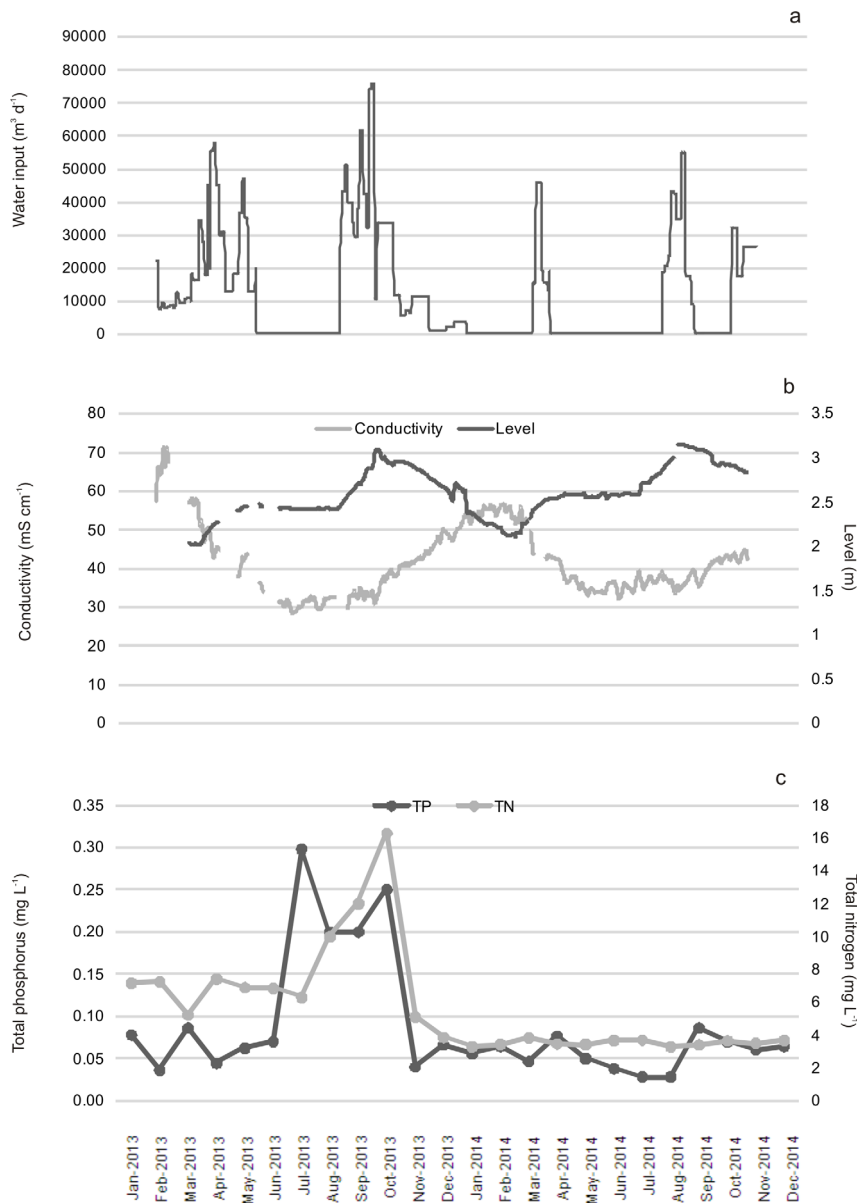 a
Water input (m³ d⁻¹)
90000
80000
70000
60000
50000
40000
30000
20000
10000
0
b
Conductivity
Level
Conductivity (mS cm⁻¹)
80
70
60
50
40
30
20
10
0
Level (m)
3.5
3
2.5
2
1.5
1
0.5
0
c
TP
TN
Total phosphorus (mg L⁻¹)
0.35
0.30
0.25
0.20
0.15
0.10
0.05
0.00
Total nitrogen (mg L⁻¹)
18
16
14
12
10
8
6
4
2
0
Jan-2013
Feb-2013
Mar-2013
Apr-2013
May-2013
Jun-2013
Jul-2013
Aug-2013
Sep-2013
Oct-2013
Nov-2013
Dec-2013
Jan-2014
Feb-2014
Mar-2014
Apr-2014
May-2014
Jun-2014
Jul-2014
Aug-2014
Sep-2014
Oct-2014
Nov-2014
Dec-2014